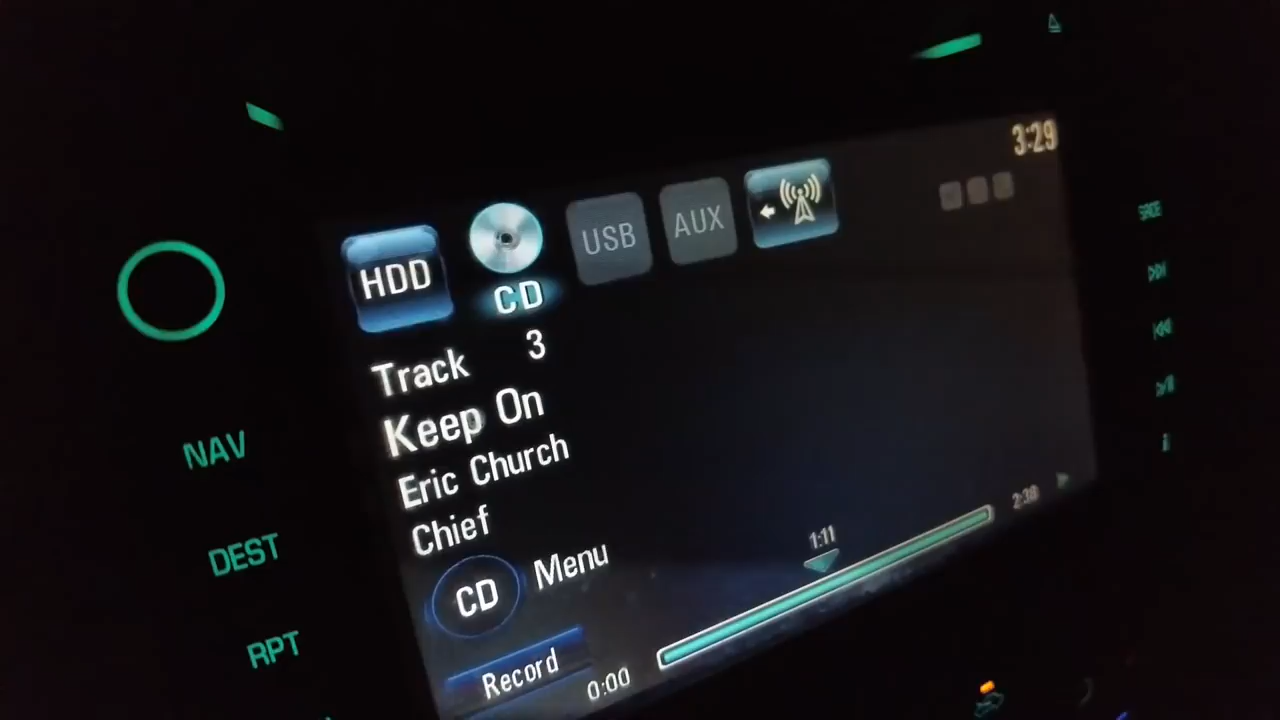 3:29
HDD
CD
USB
AUX
Track 3
Keep On
Eric Church
Chief
CD Menu
Record
0:00
1:11
2:38
NAV
DEST
RPT
SRCE
i